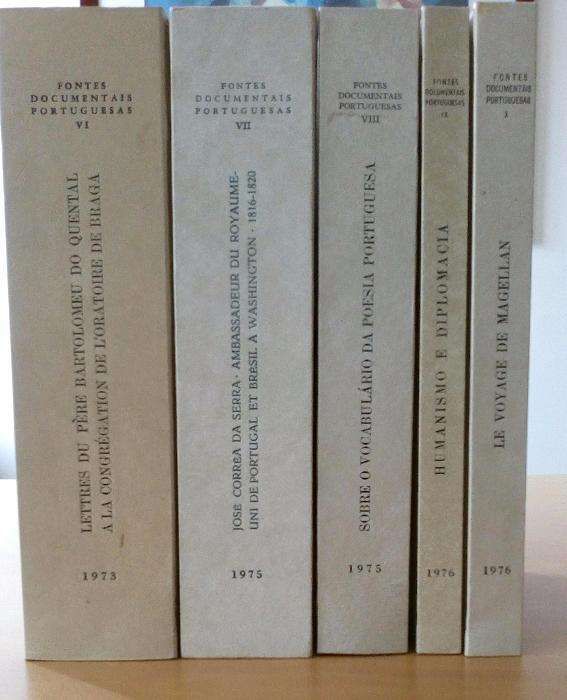 FONTES
DOCUMENTAIS
PORTUGUESAS
VI
LETTRES DU PÈRE BARTOLOMEU DO QUENTAL
A LA CONGRÉGATION DE L'ORATOIRE DE BRAGA
1973
FONTES
DOCUMENTAIS
PORTUGUESAS
VII
JOSÉ CORRÊA DA SERRA · AMBASSADEUR DU ROYAUME-
UNI DE PORTUGAL ET BRÉSIL A WASHINGTON · 1816-1820
1975
FONTES
DOCUMENTAIS
PORTUGUESAS
VIII
SOBRE O VOCABULÁRIO DA POESIA PORTUGUESA
1975
FONTES
DOCUMENTAIS
PORTUGUESAS
IX
HUMANISMO E DIPLOMACIA
1976
FONTES
DOCUMENTAIS
PORTUGUESAS
X
LE VOYAGE DE MAGELLAN
1976